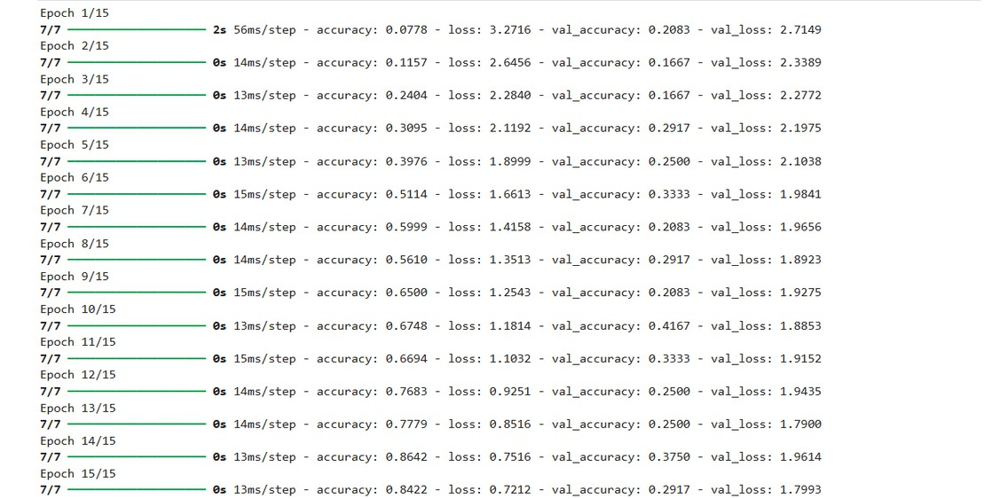 Epoch 1/15
7/7 ━━━━━━━━━━━━━━━━━━━━ 2s 56ms/step - accuracy: 0.0778 - loss: 3.2716 - val_accuracy: 0.2083 - val_loss: 2.7149
Epoch 2/15
7/7 ━━━━━━━━━━━━━━━━━━━━ 0s 14ms/step - accuracy: 0.1157 - loss: 2.6456 - val_accuracy: 0.1667 - val_loss: 2.3389
Epoch 3/15
7/7 ━━━━━━━━━━━━━━━━━━━━ 0s 13ms/step - accuracy: 0.2404 - loss: 2.2840 - val_accuracy: 0.1667 - val_loss: 2.2772
Epoch 4/15
7/7 ━━━━━━━━━━━━━━━━━━━━ 0s 14ms/step - accuracy: 0.3095 - loss: 2.1192 - val_accuracy: 0.2917 - val_loss: 2.1975
Epoch 5/15
7/7 ━━━━━━━━━━━━━━━━━━━━ 0s 13ms/step - accuracy: 0.3976 - loss: 1.8999 - val_accuracy: 0.2500 - val_loss: 2.1038
Epoch 6/15
7/7 ━━━━━━━━━━━━━━━━━━━━ 0s 15ms/step - accuracy: 0.5114 - loss: 1.6613 - val_accuracy: 0.3333 - val_loss: 1.9841
Epoch 7/15
7/7 ━━━━━━━━━━━━━━━━━━━━ 0s 14ms/step - accuracy: 0.5999 - loss: 1.4158 - val_accuracy: 0.2083 - val_loss: 1.9656
Epoch 8/15
7/7 ━━━━━━━━━━━━━━━━━━━━ 0s 14ms/step - accuracy: 0.5610 - loss: 1.3513 - val_accuracy: 0.2917 - val_loss: 1.8923
Epoch 9/15
7/7 ━━━━━━━━━━━━━━━━━━━━ 0s 15ms/step - accuracy: 0.6500 - loss: 1.2543 - val_accuracy: 0.2083 - val_loss: 1.9275
Epoch 10/15
7/7 ━━━━━━━━━━━━━━━━━━━━ 0s 13ms/step - accuracy: 0.6748 - loss: 1.1814 - val_accuracy: 0.4167 - val_loss: 1.8853
Epoch 11/15
7/7 ━━━━━━━━━━━━━━━━━━━━ 0s 15ms/step - accuracy: 0.6694 - loss: 1.1032 - val_accuracy: 0.3333 - val_loss: 1.9152
Epoch 12/15
7/7 ━━━━━━━━━━━━━━━━━━━━ 0s 14ms/step - accuracy: 0.7683 - loss: 0.9251 - val_accuracy: 0.2500 - val_loss: 1.9435
Epoch 13/15
7/7 ━━━━━━━━━━━━━━━━━━━━ 0s 14ms/step - accuracy: 0.7779 - loss: 0.8516 - val_accuracy: 0.2500 - val_loss: 1.7900
Epoch 14/15
7/7 ━━━━━━━━━━━━━━━━━━━━ 0s 13ms/step - accuracy: 0.8642 - loss: 0.7516 - val_accuracy: 0.3750 - val_loss: 1.9614
Epoch 15/15
7/7 ━━━━━━━━━━━━━━━━━━━━ 0s 13ms/step - accuracy: 0.8422 - loss: 0.7212 - val_accuracy: 0.2917 - val_loss: 1.7993